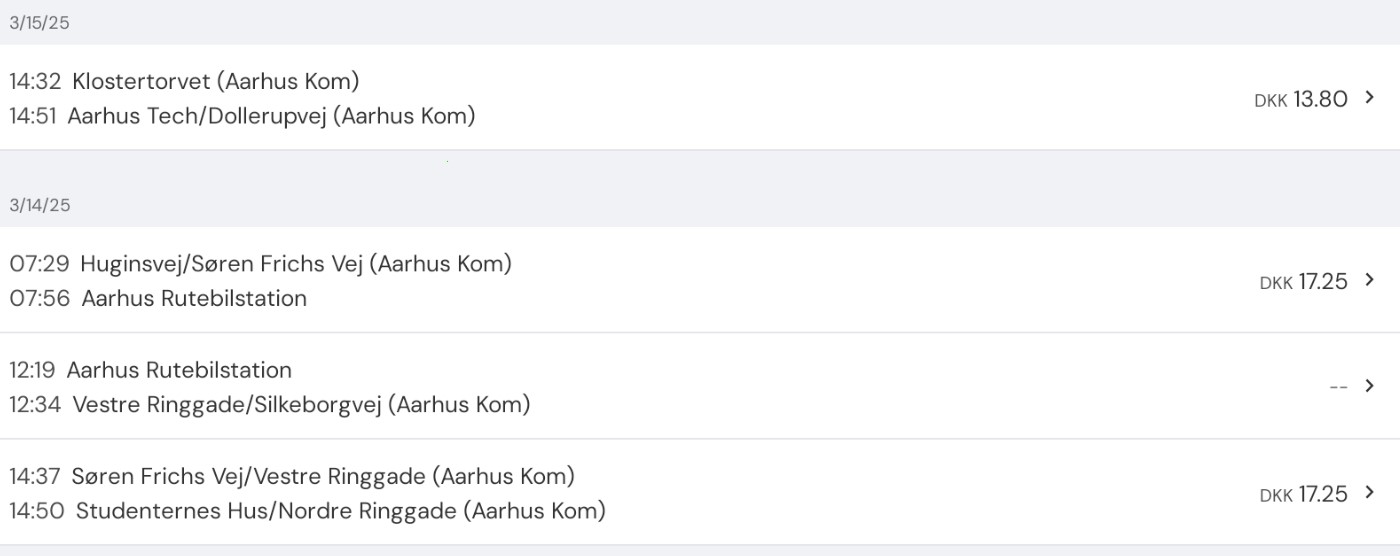 3/15/25
14:32 Klostertorvet (Aarhus Kom)
14:51 Aarhus Tech/Dollerupvej (Aarhus Kom)
DKK 13.80
3/14/25
07:29 Huginsvej/Søren Frichs Vej (Aarhus Kom)
07:56 Aarhus Rutebilstation
DKK 17.25
12:19 Aarhus Rutebilstation
12:34 Vestre Ringgade/Silkeborgvej (Aarhus Kom)
--
14:37 Søren Frichs Vej/Vestre Ringgade (Aarhus Kom)
14:50 Studenternes Hus/Nordre Ringgade (Aarhus Kom)
DKK 17.25